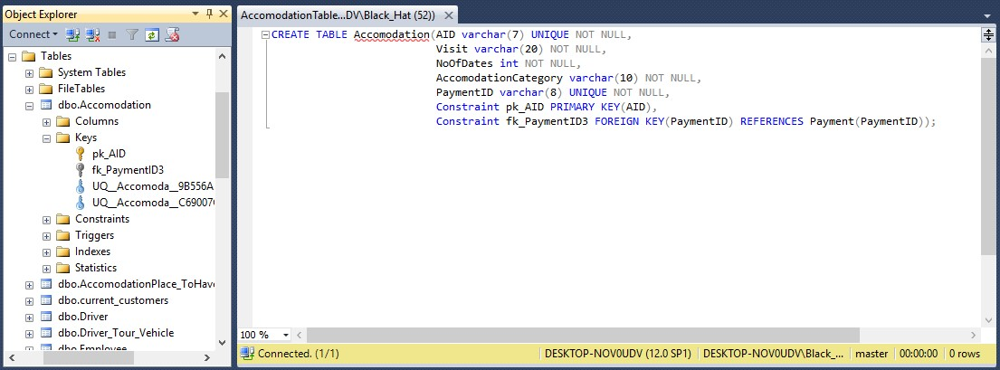 Object Explorer
Connect
Tables
System Tables
FileTables
dbo.Accomodation
Columns
Keys
pk_AID
fk_PaymentID3
UQ__Accomoda__9B556A
UQ__Accomoda__C69007
Constraints
Triggers
Indexes
Statistics
dbo.AccomodationPlace_ToHav
dbo.current_customers
dbo.Driver
dbo.Driver_Tour_Vehicle
dbo.Employee
AccomodationTable...DV\Black_Hat (52))
CREATE TABLE Accomodation(AID varchar(7) UNIQUE NOT NULL,
Visit varchar(20) NOT NULL,
NoOfDates int NOT NULL,
AccomodationCategory varchar(10) NOT NULL,
PaymentID varchar(8) UNIQUE NOT NULL,
Constraint pk_AID PRIMARY KEY(AID),
Constraint fk_PaymentID3 FOREIGN KEY(PaymentID) REFERENCES Payment(PaymentID));
100 %
Connected. (1/1)
DESKTOP-NOV0UDV (12.0 SP1)
DESKTOP-NOV0UDV\Black_...
master
00:00:00
0 rows